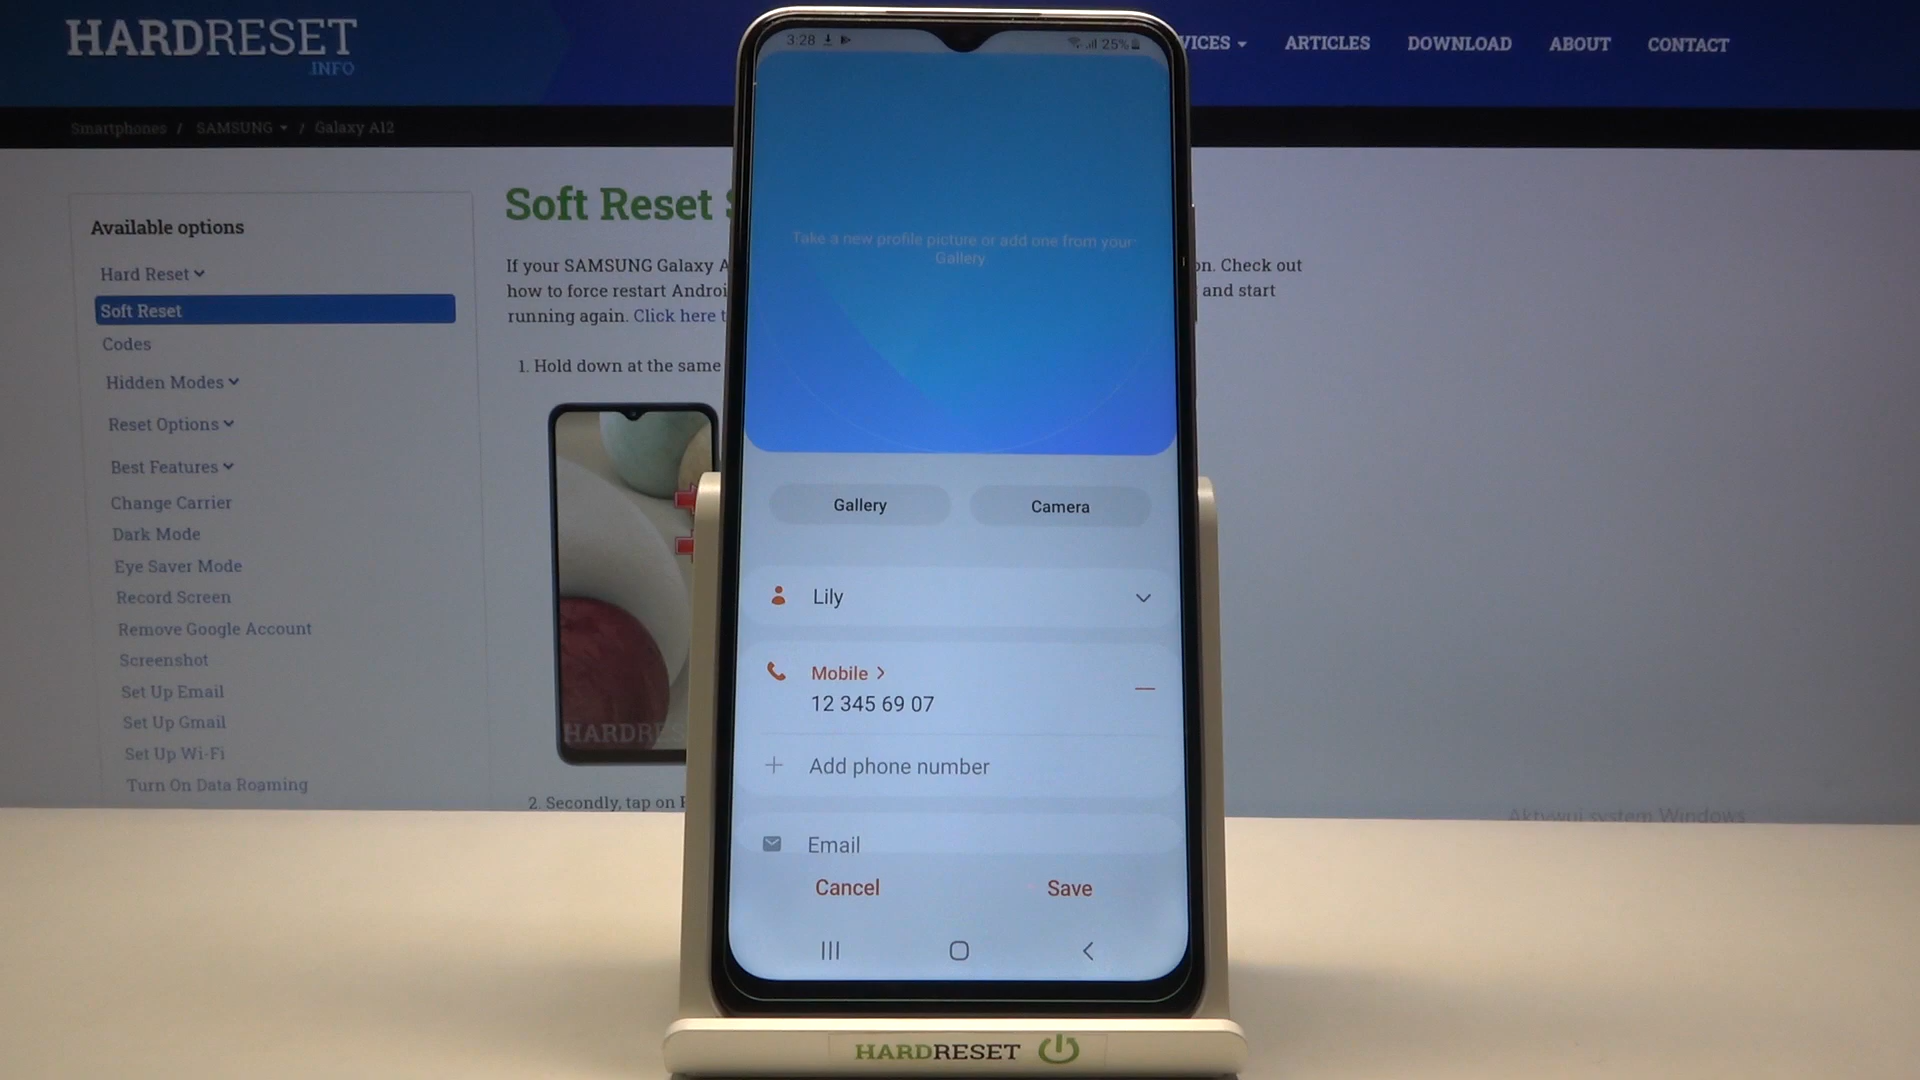 HARDRESET
.INFO
VICES
ARTICLES
DOWNLOAD
ABOUT
CONTACT
Smartphones / SAMSUNG / Galaxy A12
Available options
Hard Reset
Soft Reset
Codes
Hidden Modes
Reset Options
Best Features
Change Carrier
Dark Mode
Eye Saver Mode
Record Screen
Remove Google Account
Screenshot
Set Up Email
Set Up Gmail
Set Up Wi-Fi
Turn On Data Roaming
Soft Reset
If your SAMSUNG Galaxy A on. Check out
how to force restart Androi and start
running again. Click here t
1. Hold down at the same
HARDRES
2. Secondly, tap on
3:28 25%
Take a new profile picture or add one from your
Gallery
Gallery Camera
Lily
Mobile >
12 345 69 07
Add phone number
Email
Cancel Save
Aktywuj system Windows
HARDRESET